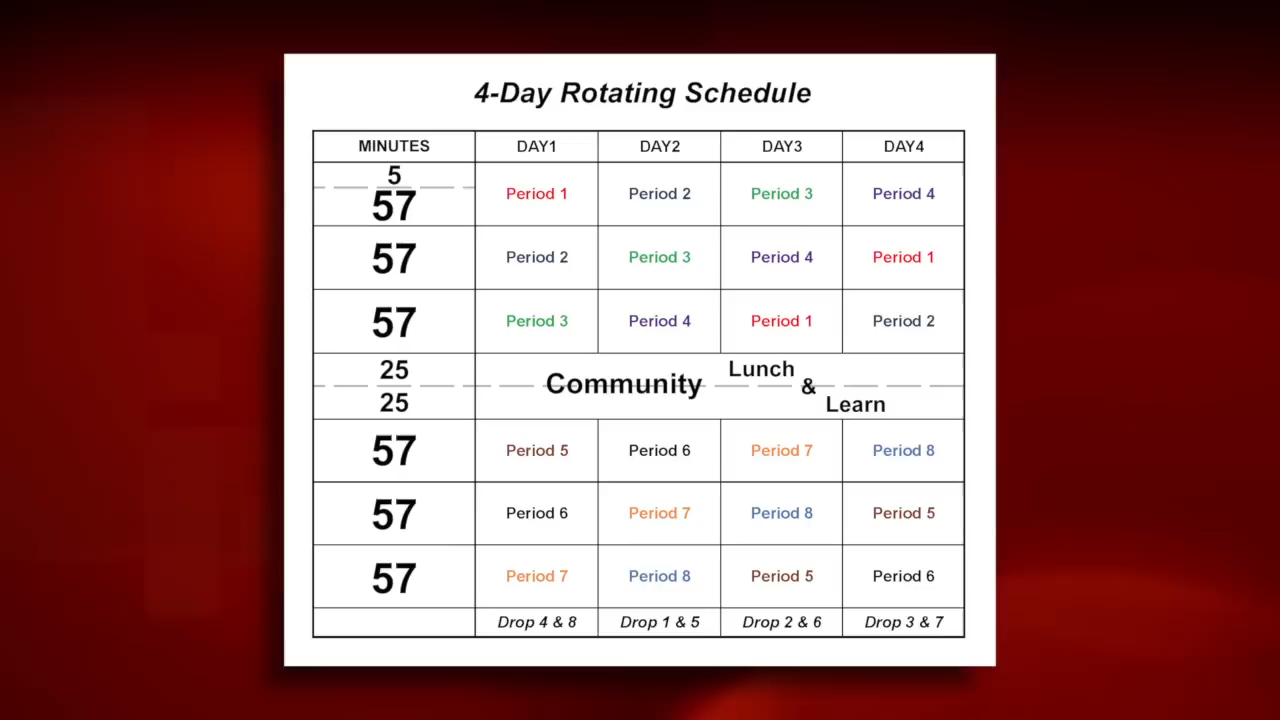 4-Day Rotating Schedule
MINUTES DAY1 DAY2 DAY3 DAY4
5
57 Period 1 Period 2 Period 3 Period 4
57 Period 2 Period 3 Period 4 Period 1
57 Period 3 Period 4 Period 1 Period 2
25 Community Lunch
&
25 Learn
57 Period 5 Period 6 Period 7 Period 8
57 Period 6 Period 7 Period 8 Period 5
57 Period 7 Period 8 Period 5 Period 6
Drop 4 & 8 Drop 1 & 5 Drop 2 & 6 Drop 3 & 7